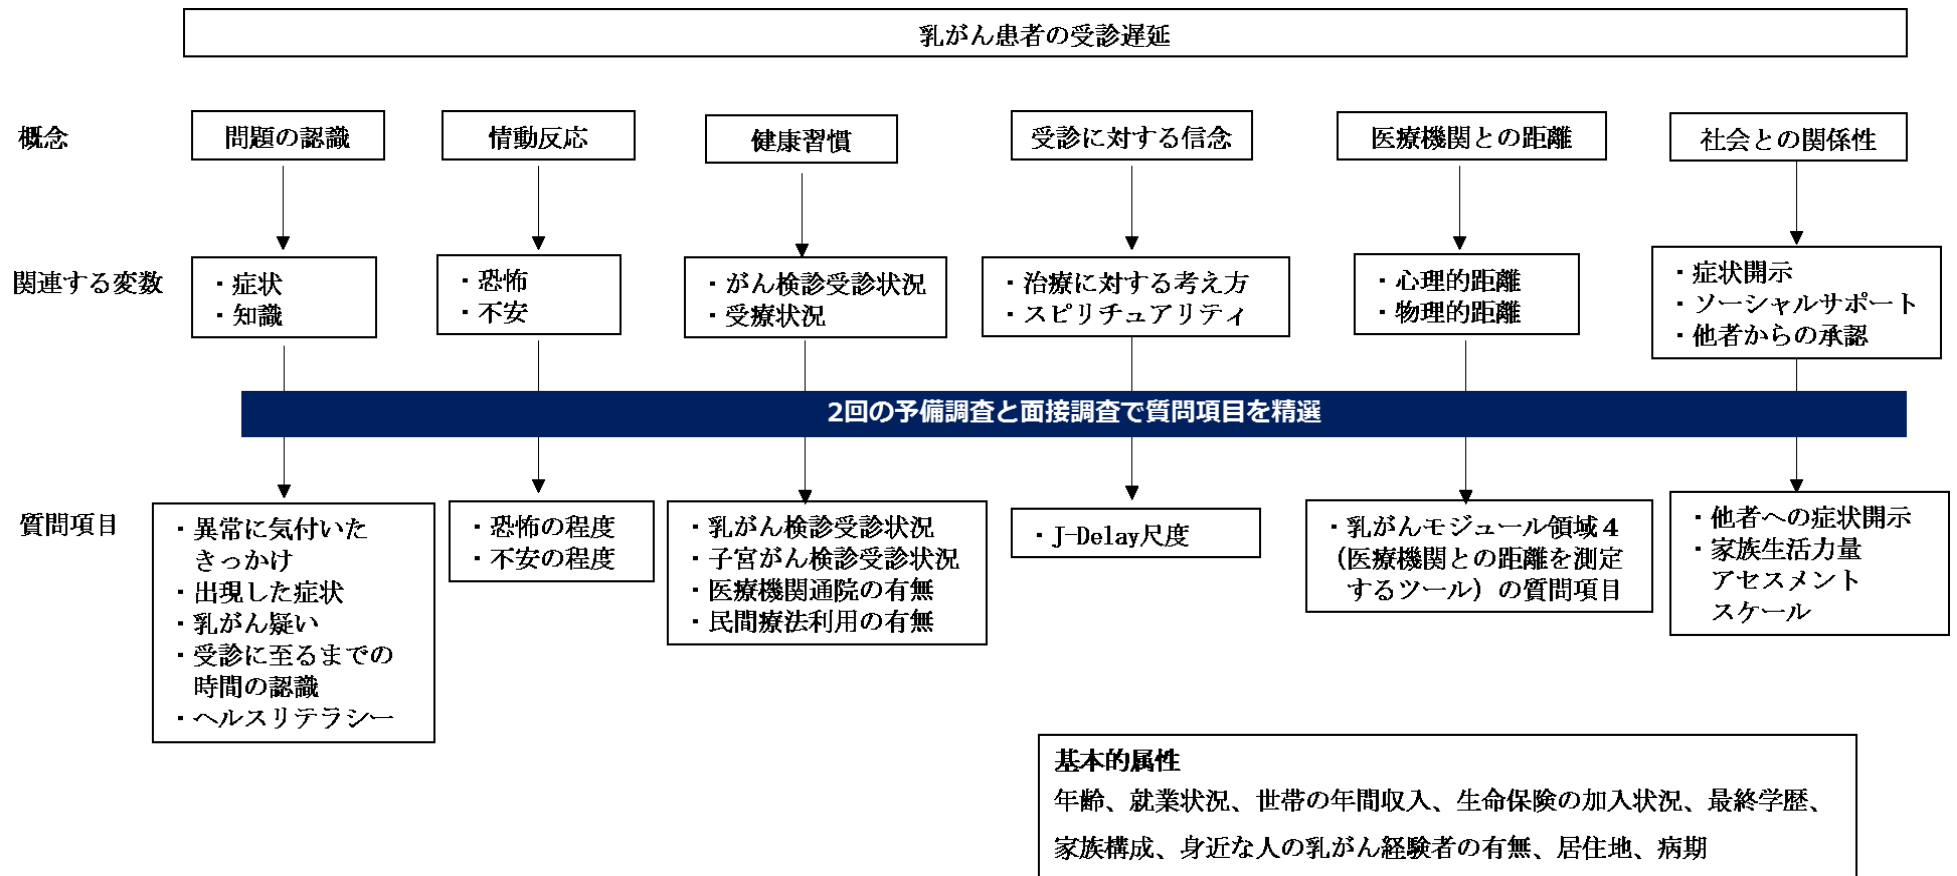 乳がん患者の受診遅延
概念
問題の認識
情動反応
健康習慣
受診に対する信念
医療機関との距離
社会との関係性
関連する変数
・症状
・知識
・恐怖
・不安
・がん検診受診状況
・受療状況
・治療に対する考え方
・スピリチュアリティ
・心理的距離
・物理的距離
・症状開示
・ソーシャルサポート
・他者からの承認
2回の予備調査と面接調査で質問項目を精選
質問項目
・異常に気付いた
きっかけ
・出現した症状
・乳がん疑い
・受診に至るまでの
時間の認識
・ヘルスリテラシー
・恐怖の程度
・不安の程度
・乳がん検診受診状況
・子宮がん検診受診状況
・医療機関通院の有無
・民間療法利用の有無
・J-Delay尺度
・乳がんモジュール領域４
（医療機関との距離を測定
するツール）の質問項目
・他者への症状開示
・家族生活力量
アセスメント
スケール
基本的属性
年齢、就業状況、世帯の年間収入、生命保険の加入状況、最終学歴、
家族構成、身近な人の乳がん経験者の有無、居住地、病期